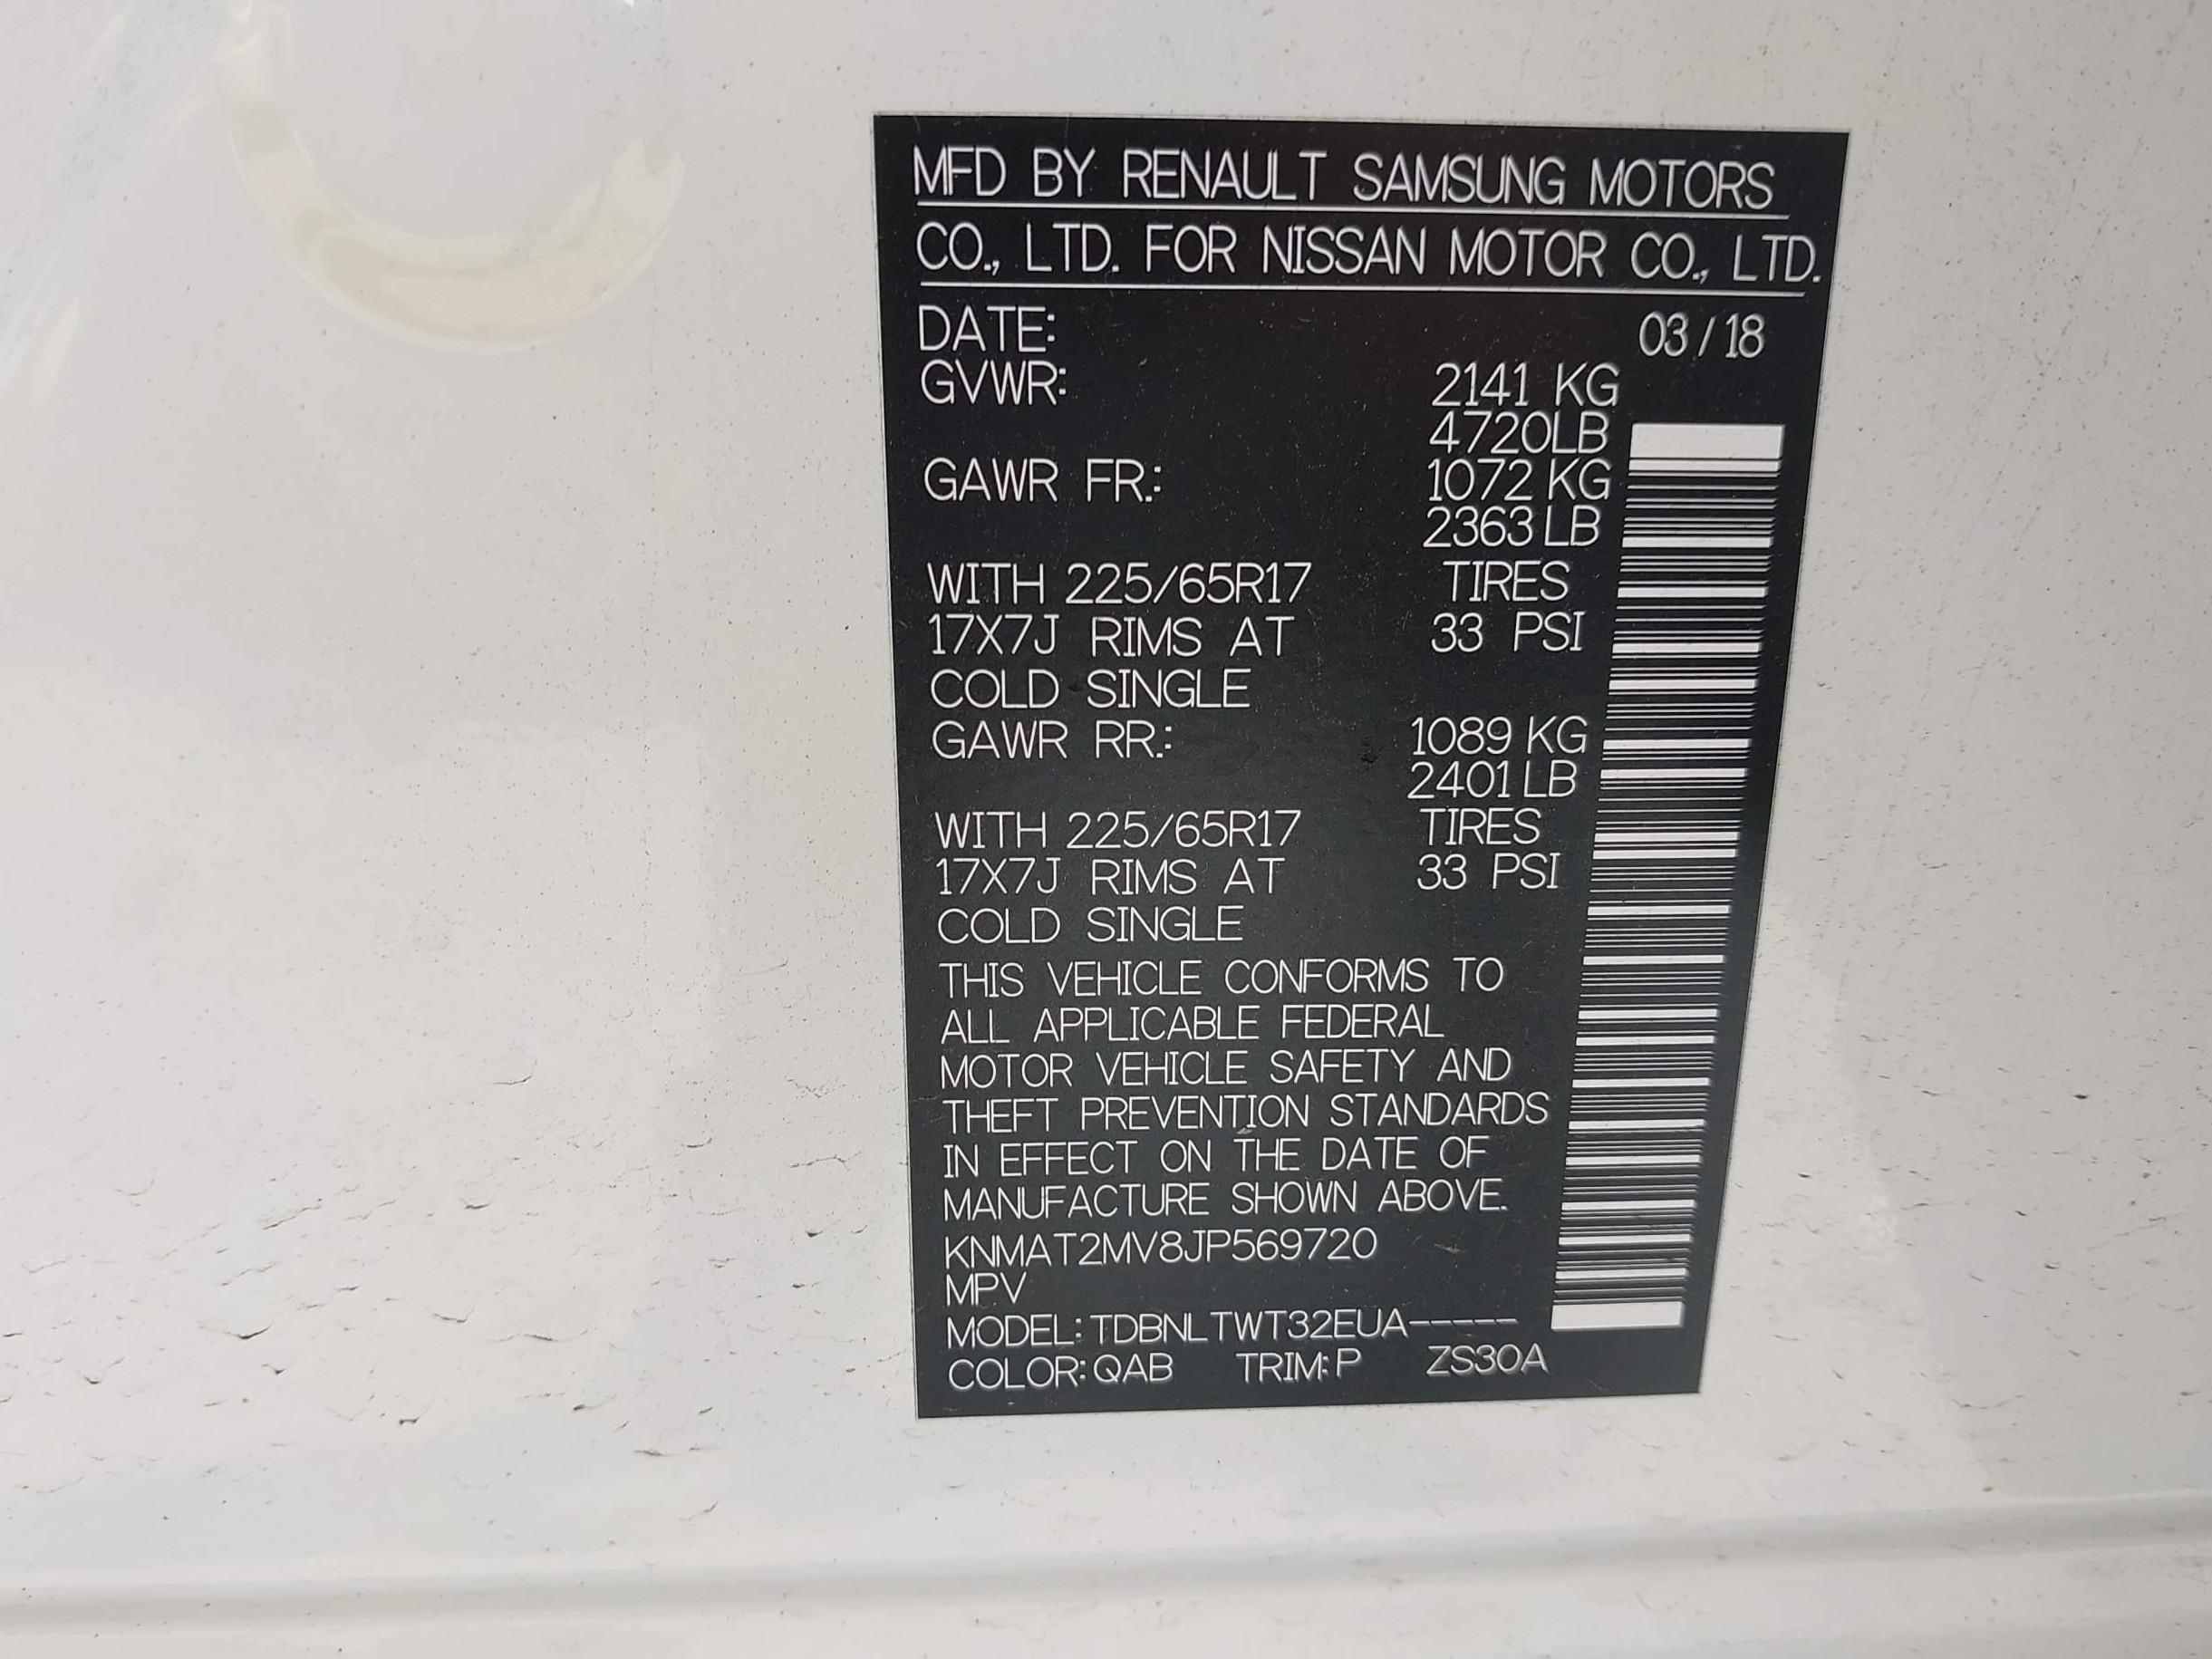 MFD BY RENAULT SAMSUNG MOTORS
CO., LTD. FOR NISSAN MOTOR CO., LTD.
DATE: 03 / 18
GVWR: 2141 KG
4720LB
GAWR FR.: 1072 KG
2363 LB
WITH 225/65R17 TIRES
17X7J RIMS AT 33 PSI
COLD SINGLE
GAWR RR.: 1089 KG
2401 LB
WITH 225/65R17 TIRES
17X7J RIMS AT 33 PSI
COLD SINGLE
THIS VEHICLE CONFORMS TO
ALL APPLICABLE FEDERAL
MOTOR VEHICLE SAFETY AND
THEFT PREVENTION STANDARDS
IN EFFECT ON THE DATE OF
MANUFACTURE SHOWN ABOVE.
KNMAT2MV8JP569720
MPV
MODEL: TDBNLTWT32EUA-----
COLOR: QAB TRIM: P ZS30A